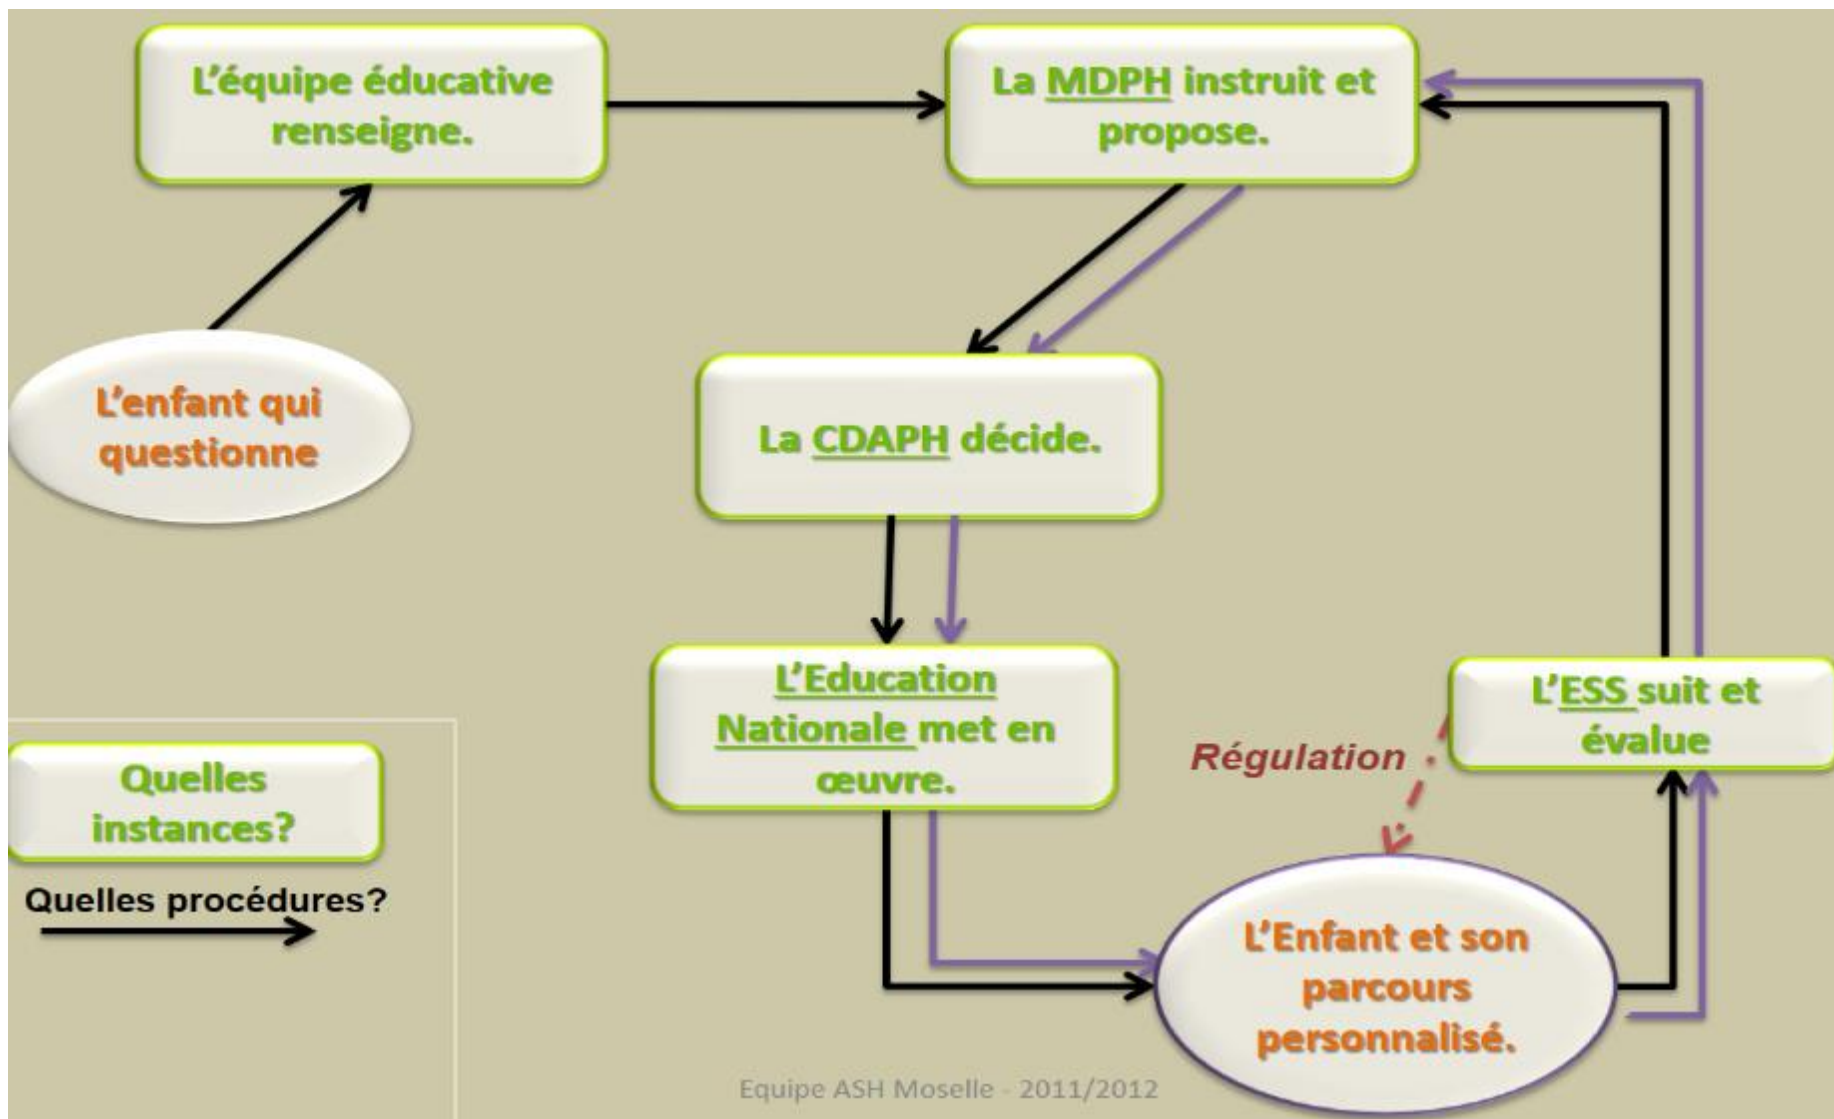 L'équipe éducative
renseigne.
La MDPH instruit et
propose.
L'enfant qui
questionne
La CDAPH décide.
L'Education
Nationale met en
œuvre.
L'ESS suit et
évalue
Régulation
Quelles
instances?
Quelles procédures?
L'Enfant et son
parcours
personnalisé.
Equipe ASH Moselle - 2011/2012